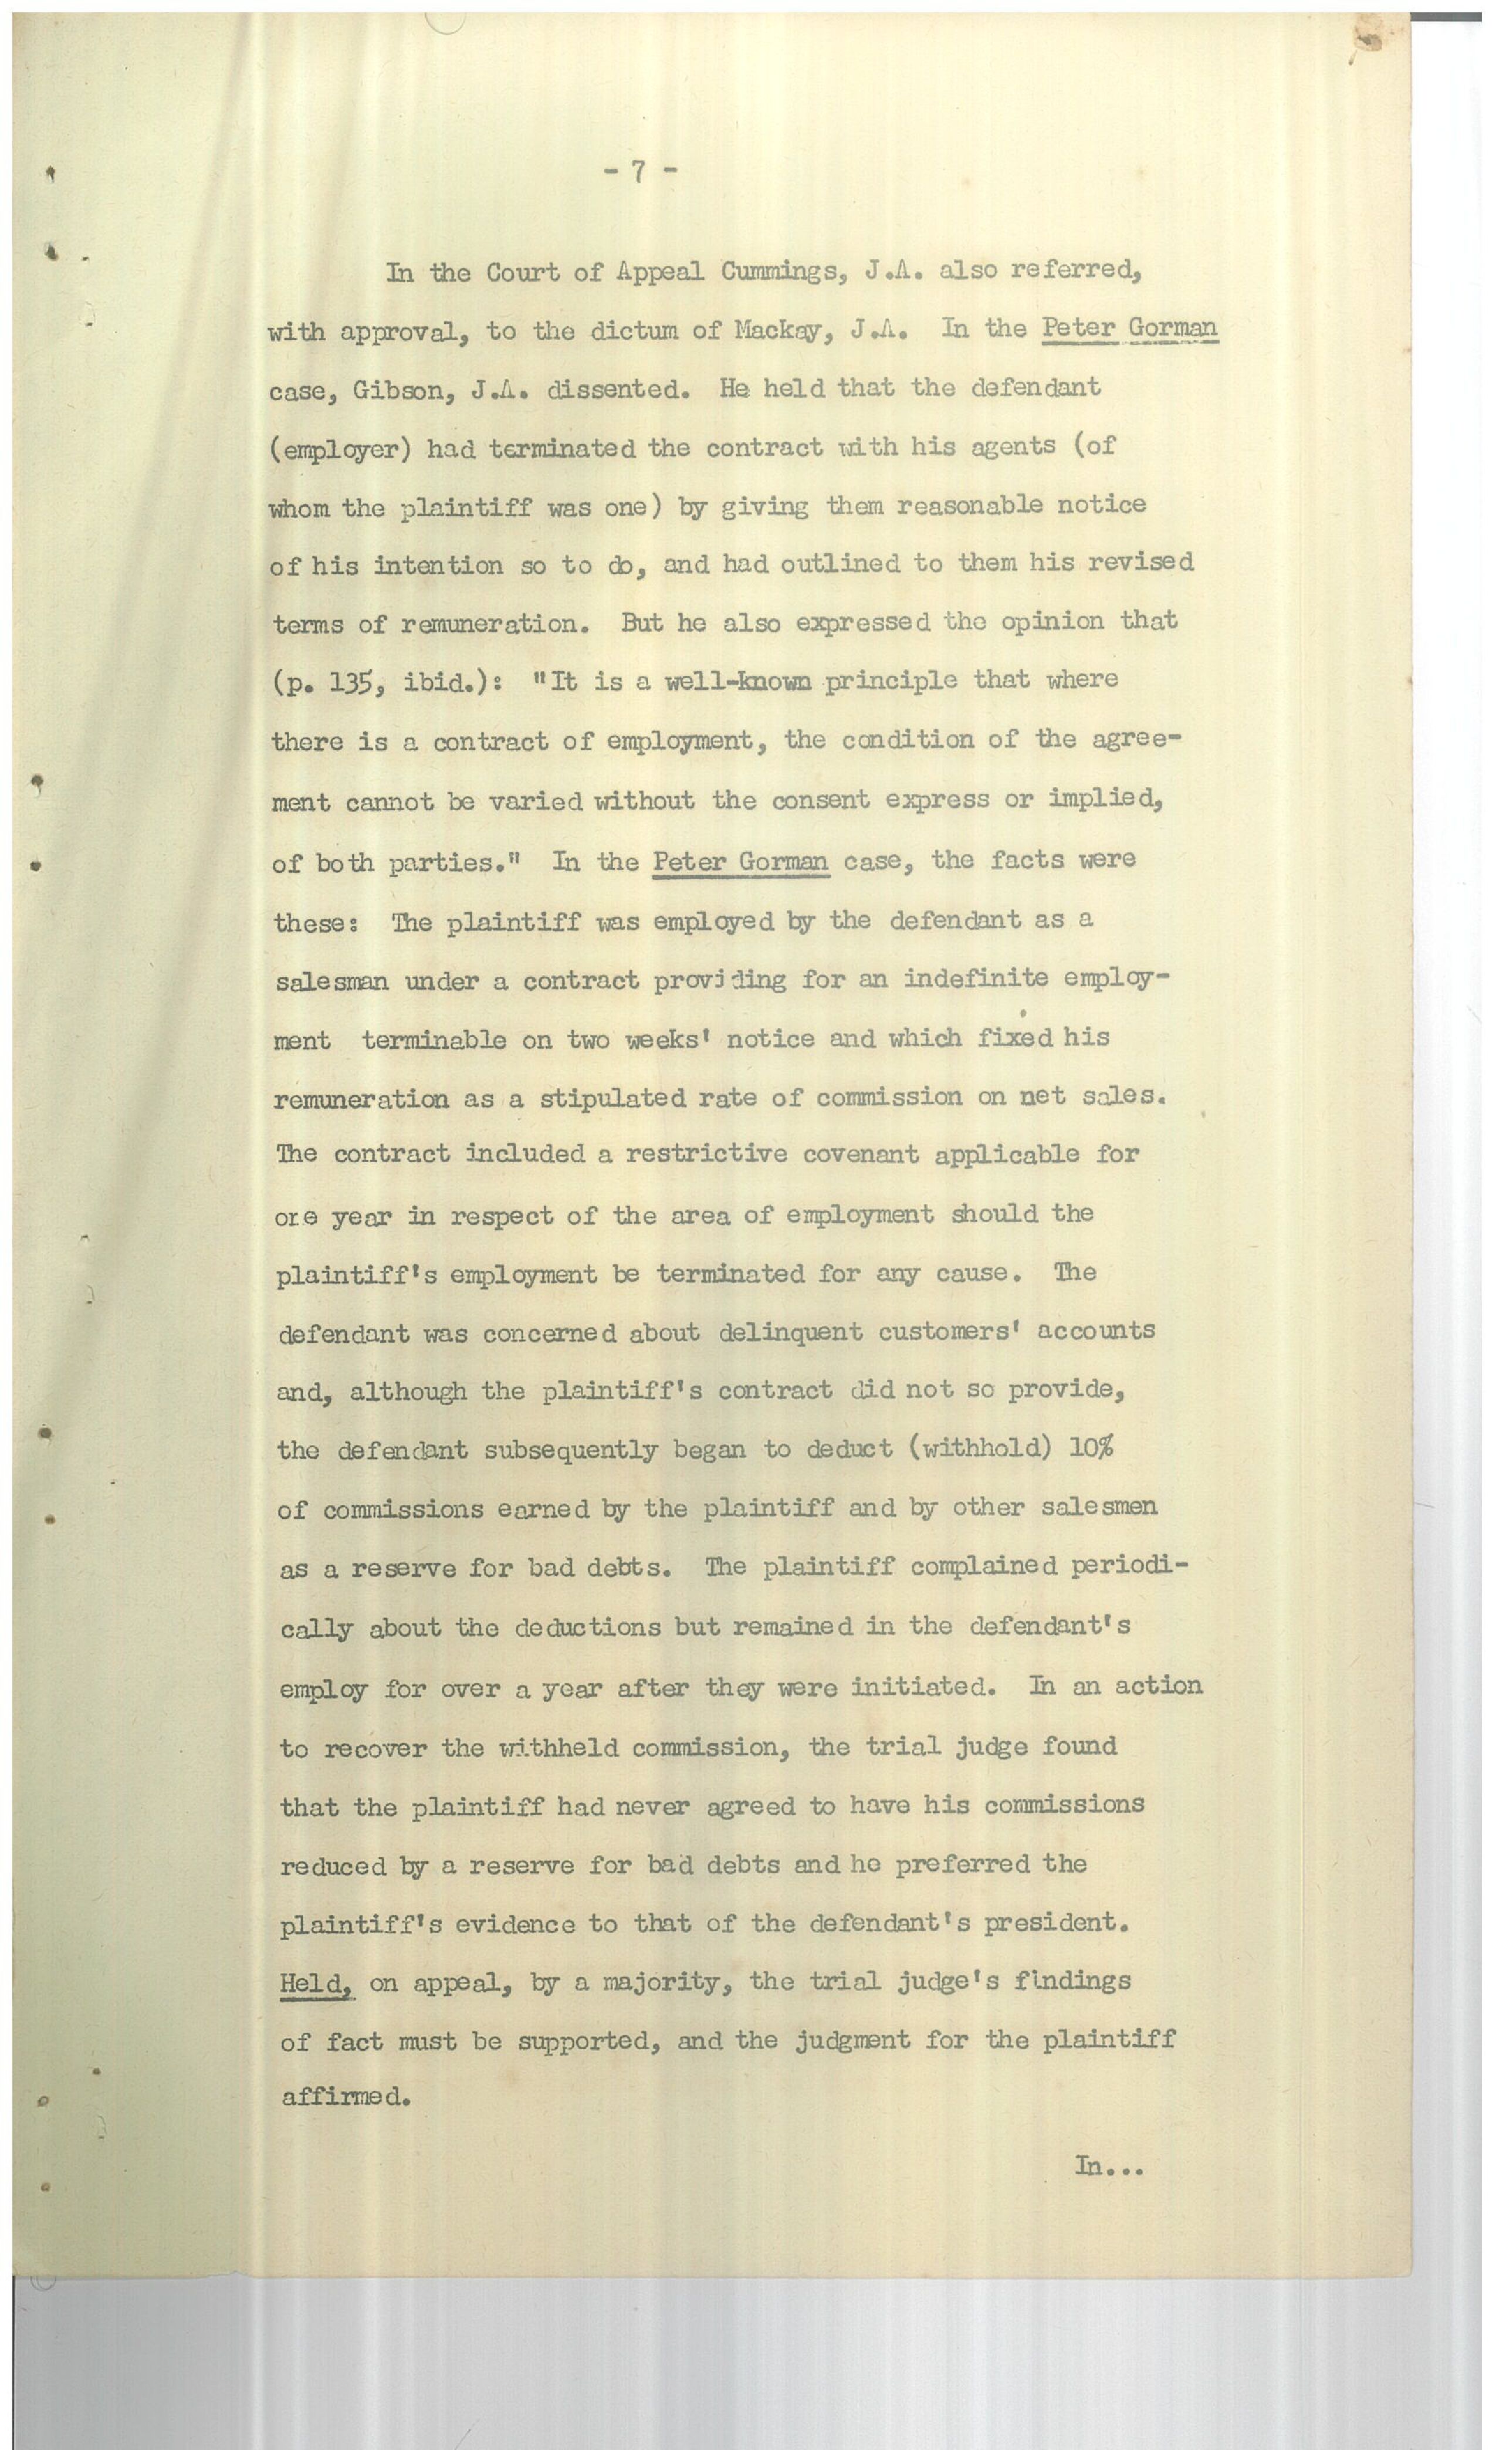 - 7 -
In the Court of Appeal Cummings, J.A. also referred,
with approval, to the dictum of Mackay, J.A. In the Peter Gorman
case, Gibson, J.A. dissented. He held that the defendant
(employer) had terminated the contract with his agents (of
whom the plaintiff was one) by giving them reasonable notice
of his intention so to do, and had outlined to them his revised
terms of remuneration. But he also expressed the opinion that
(p. 135, ibid.): "It is a well-known principle that where
there is a contract of employment, the condition of the agree-
ment cannot be varied without the consent express or implied,
of both parties." In the Peter Gorman case, the facts were
these: The plaintiff was employed by the defendant as a
salesman under a contract providing for an indefinite employ-
ment terminable on two weeks' notice and which fixed his
remuneration as a stipulated rate of commission on net sales.
The contract included a restrictive covenant applicable for
one year in respect of the area of employment should the
plaintiff's employment be terminated for any cause. The
defendant was concerned about delinquent customers' accounts
and, although the plaintiff's contract did not so provide,
the defendant subsequently began to deduct (withhold) 10%
of commissions earned by the plaintiff and by other salesmen
as a reserve for bad debts. The plaintiff complained periodi-
cally about the deductions but remained in the defendant's
employ for over a year after they were initiated. In an action
to recover the withheld commission, the trial judge found
that the plaintiff had never agreed to have his commissions
reduced by a reserve for bad debts and he preferred the
plaintiff's evidence to that of the defendant's president.
Held, on appeal, by a majority, the trial judge's findings
of fact must be supported, and the judgment for the plaintiff
affirmed.
In...